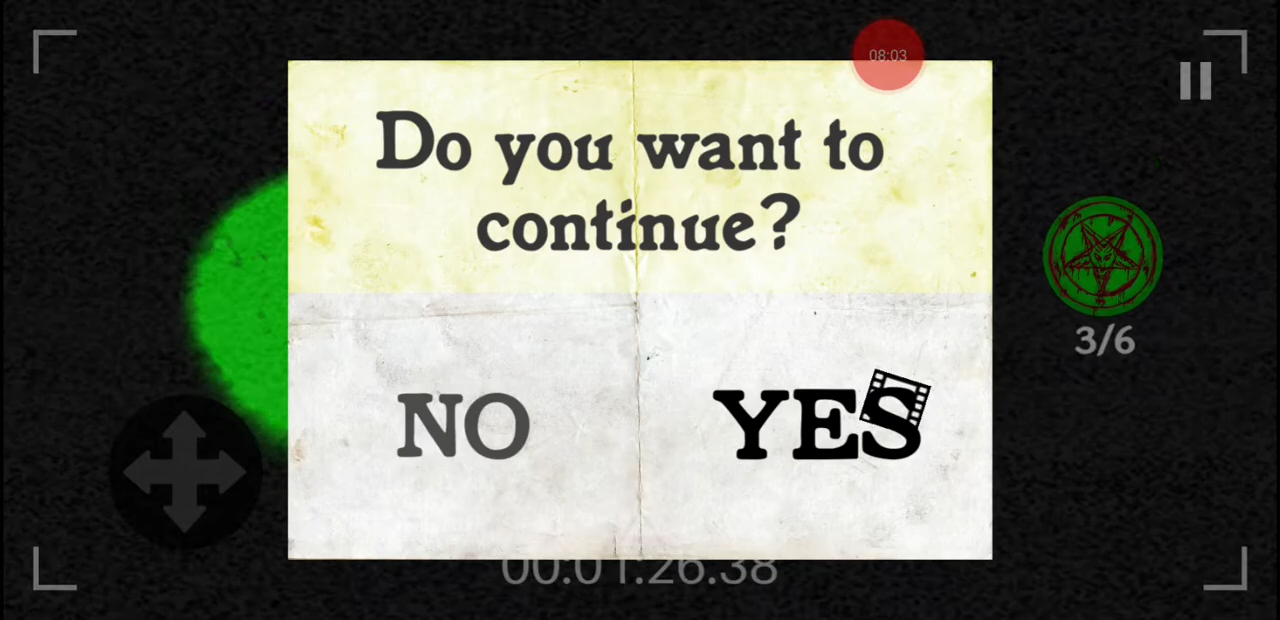 08:03
Do you want to
continue?
3/6
NO
YES
00:01:26.38